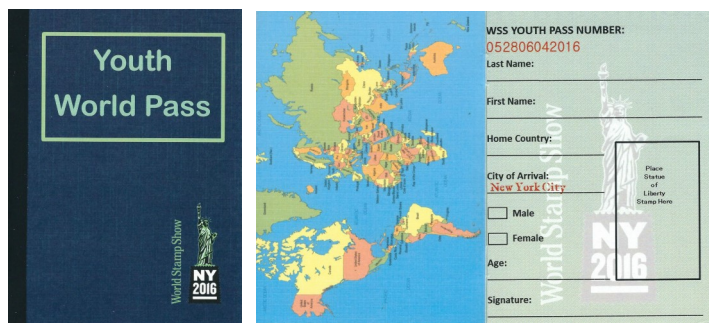 Youth
World Pass
World Stamp Show
NY
2016
WSS YOUTH PASS NUMBER:
052806042016
Last Name:
First Name:
Home Country:
City of Arrival:
New York City
Male
Female
Age:
Signature:
Place
Statue
of
Liberty
Stamp Here
World Stamp Show
NY
2016